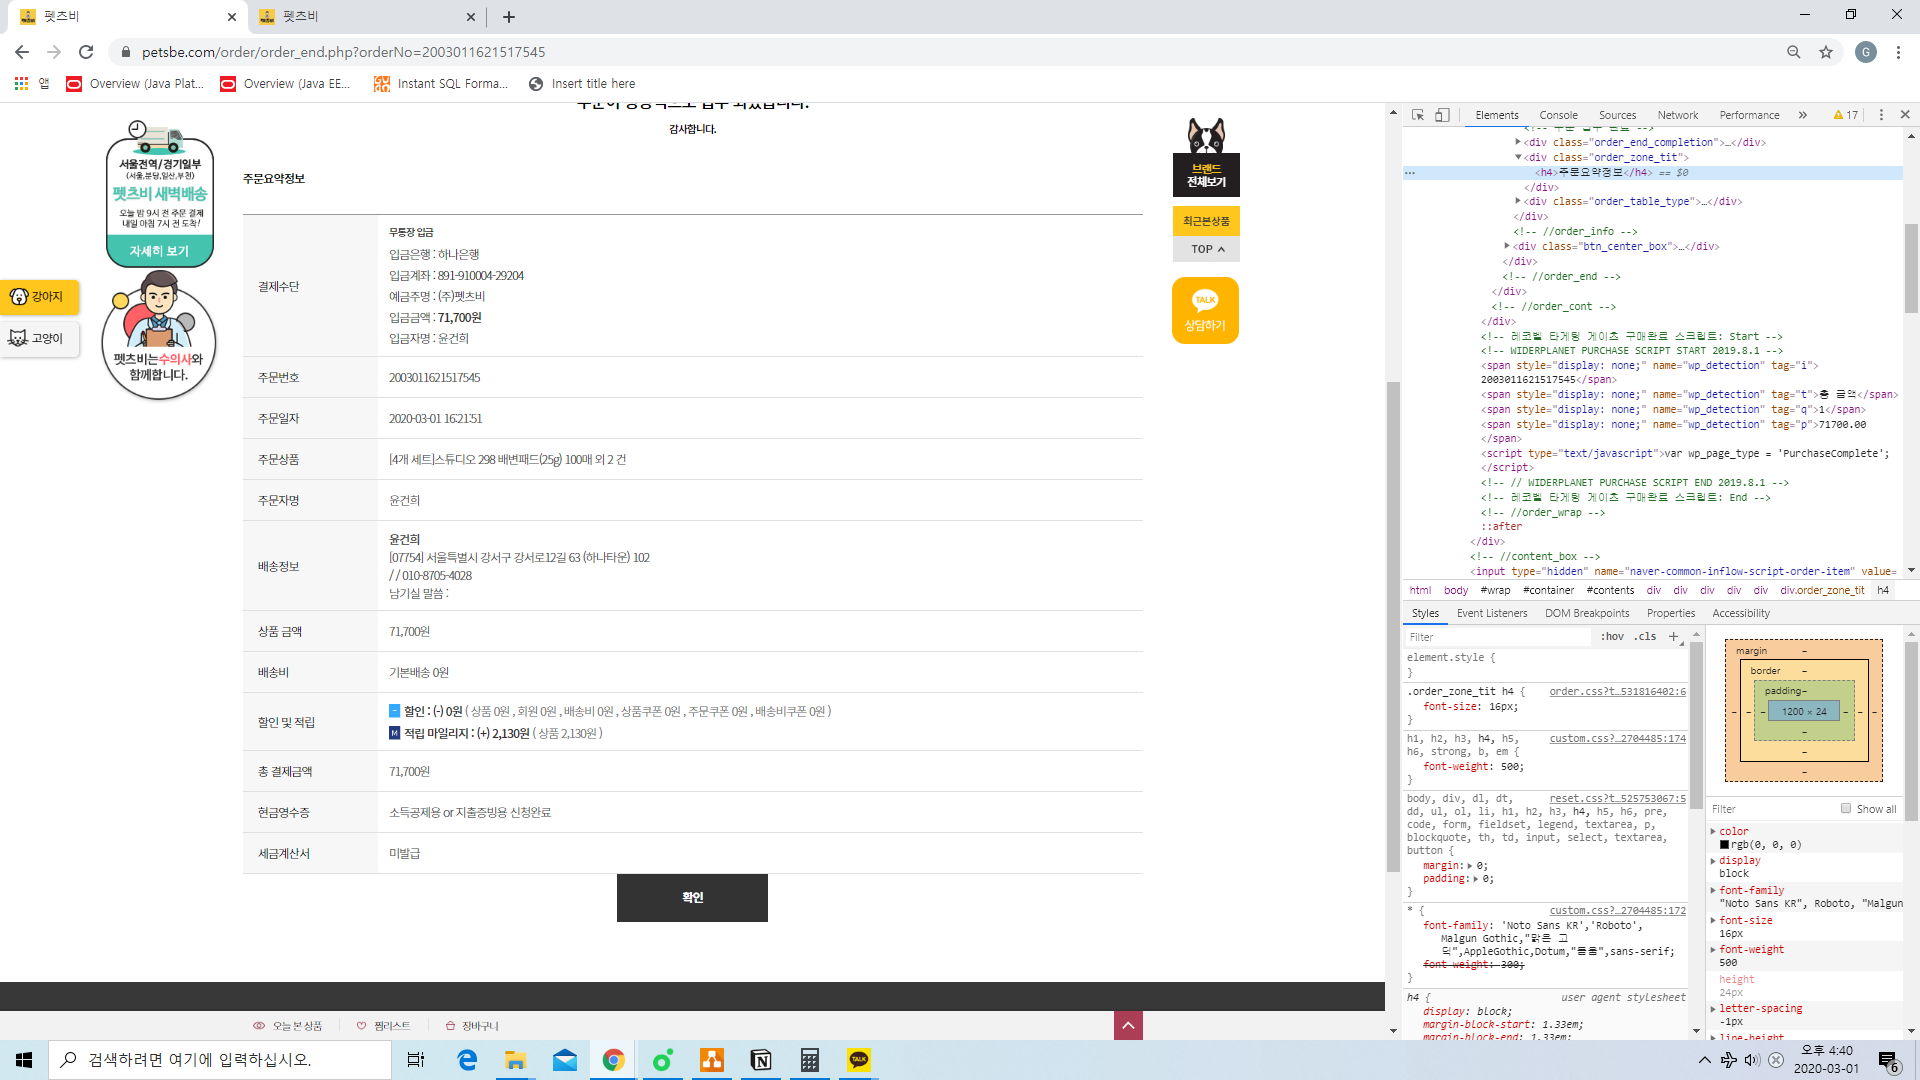 펫츠비
펫츠비
petsbe.com/order/order_end.php?orderNo=2003011621517545
G
앱
Overview (Java Plat...
Overview (Java EE...
Instant SQL Forma...
Insert title here
감사합니다.
서울전역/경기일부
(서울,분당,일산,부천)
펫츠비 새벽배송
오늘 밤 9시 전 주문 결제
내일 아침 7시 전 도착!
자세히 보기
강아지
고양이
펫츠비는수의사와
함께합니다.
주문요약정보
결제수단
무통장 입금
입금은행 : 하나은행
입금계좌 : 891-910004-29204
예금주명 : (주)펫츠비
입금금액 : 71,700원
입금자명 : 윤건희
주문번호
2003011621517545
주문일자
2020-03-01 16:21:51
주문상품
[4개 세트]스튜디오 298 배변패드(25g) 100매 외 2 건
주문자명
윤건희
배송정보
윤건희
[07754] 서울특별시 강서구 강서로12길 63 (하나타운) 102
/ / 010-8705-4028
남기실 말씀 :
상품 금액
71,700원
배송비
기본배송 0원
할인 및 적립
- 할인 : (-) 0원 ( 상품 0원 , 회원 0원 , 배송비 0원 , 상품쿠폰 0원 , 주문쿠폰 0원 , 배송비쿠폰 0원 )
M 적립 마일리지 : (+) 2,130원 ( 상품 2,130원 )
총 결제금액
71,700원
현금영수증
소득공제용 or 지출증빙용 신청완료
세금계산서
미발급
확인
브랜드
전체보기
최근본상품
TOP
TALK
상담하기
오늘 본 상품
찜리스트
장바구니
Elements
Console
Sources
Network
Performance
17
<!-- 주문 접수 완료 -->
<div class="order_end_completion">…</div>
<div class="order_zone_tit">
<h4>주문요약정보</h4> == $0
</div>
<div class="order_table_type">…</div>
</div>
<!-- //order_info -->
<div class="btn_center_box">…</div>
</div>
<!-- //order_end -->
</div>
<!-- //order_cont -->
</div>
<!-- 레코벨 타게팅 게이츠 구매완료 스크립트: Start -->
<!-- WIDERPLANET PURCHASE SCRIPT START 2019.8.1 -->
<span style="display: none;" name="wp_detection" tag="i">
2003011621517545</span>
<span style="display: none;" name="wp_detection" tag="t">총 금액</span>
<span style="display: none;" name="wp_detection" tag="q">1</span>
<span style="display: none;" name="wp_detection" tag="p">71700.00
</span>
<script type="text/javascript">var wp_page_type = 'PurchaseComplete';
</script>
<!-- // WIDERPLANET PURCHASE SCRIPT END 2019.8.1 -->
<!-- 레코벨 타게팅 게이츠 구매완료 스크립트: End -->
<!-- //order_wrap -->
::after
</div>
<!-- //content_box -->
<input type="hidden" name="naver-common-inflow-script-order-item" value=
html body #wrap #container #contents div div div div div div.order_zone_tit h4
Styles
Event Listeners
DOM Breakpoints
Properties
Accessibility
Filter
:hov .cls +
element.style {
}
.order_zone_tit h4 {
order.css?t…531816402:6
font-size: 16px;
}
h1, h2, h3, h4, h5,
custom.css?…2704485:174
h6, strong, b, em {
font-weight: 500;
}
body, div, dl, dt,
reset.css?t…525753067:5
dd, ul, ol, li, h1, h2, h3, h4, h5, h6, pre,
code, form, fieldset, legend, textarea, p,
blockquote, th, td, input, select, textarea,
button {
margin: 0;
padding: 0;
}
* {
custom.css?…2704485:172
font-family: 'Noto Sans KR','Roboto',
Malgun Gothic,"맑은 고
딕",AppleGothic,Dotum,"돋움",sans-serif;
font-weight: 300;
}
h4 {
user agent stylesheet
display: block;
margin-block-start: 1.33em;
margin-block-end: 1.33em;
margin
border
padding
1200 × 24
Filter
Show all
color
rgb(0, 0, 0)
display
block
font-family
"Noto Sans KR", Roboto, "Malgun
font-size
16px
font-weight
500
height
24px
letter-spacing
-1px
line-height
검색하려면 여기에 입력하십시오.
TALK
오후 4:40
2020-03-01
6